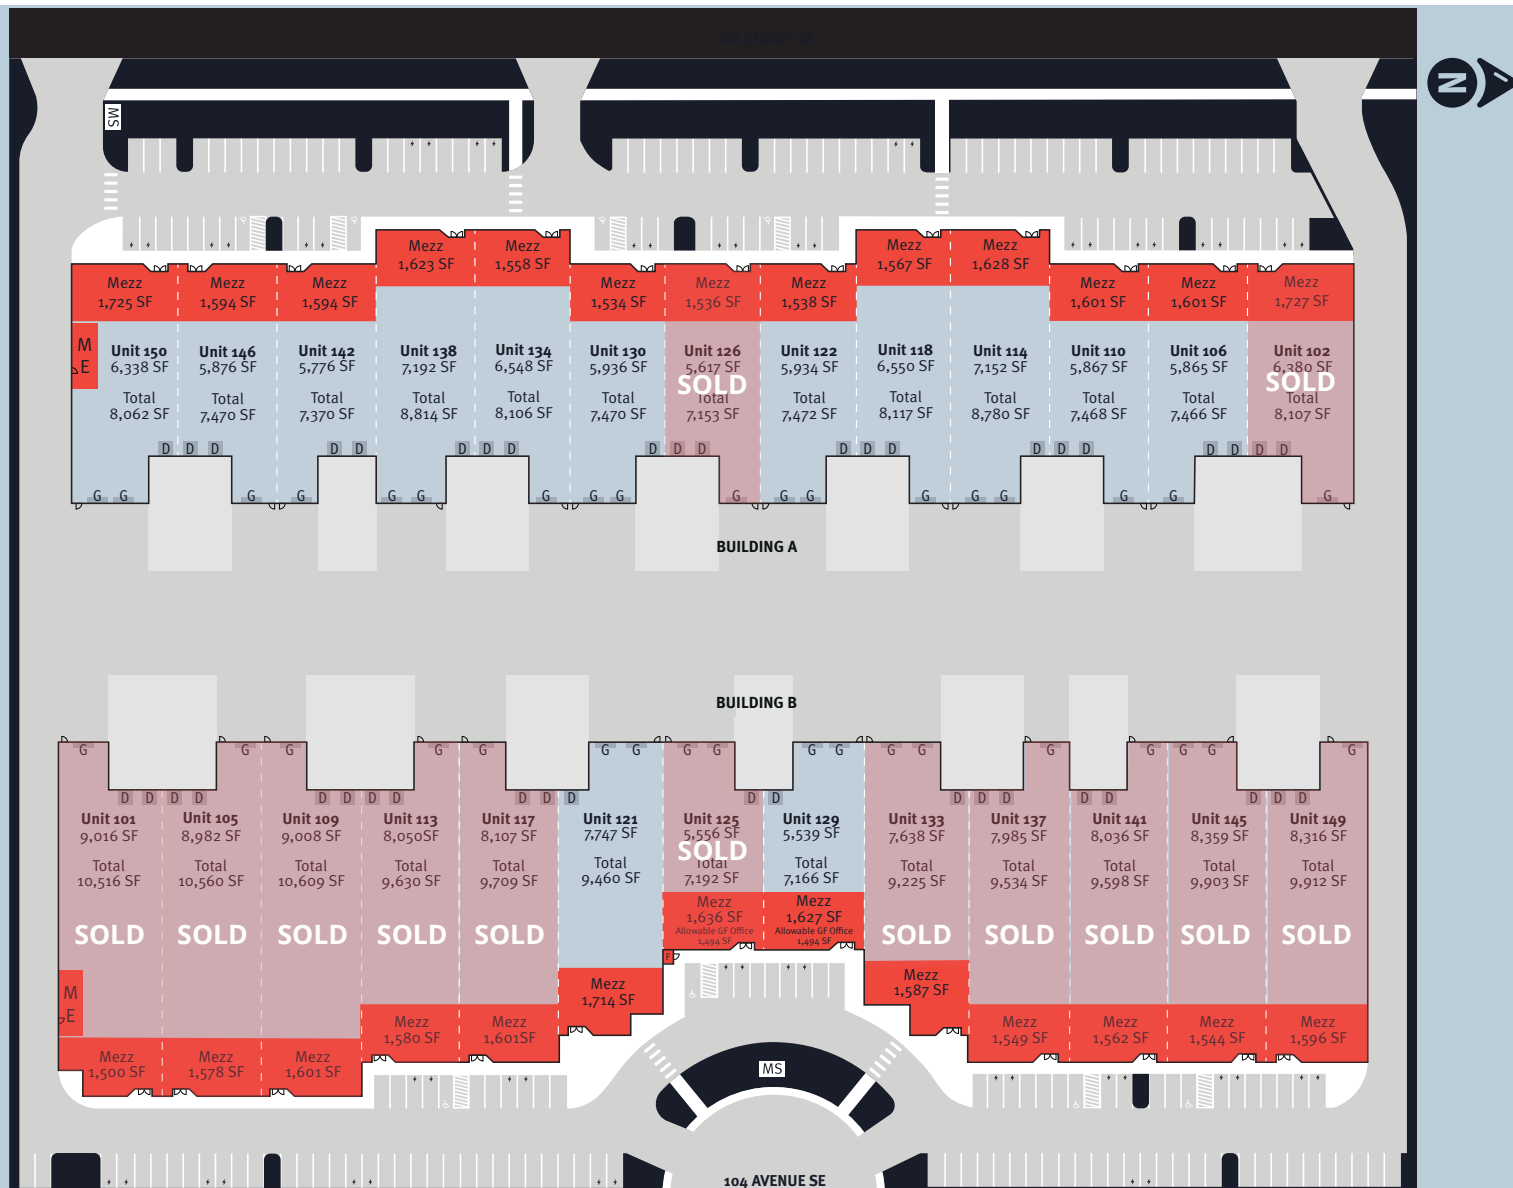 68 STREET SE
N
MS
Mezz
1,623 SF
Mezz
1,558 SF
Mezz
1,567 SF
Mezz
1,628 SF
Mezz
1,725 SF
Mezz
1,594 SF
Mezz
1,594 SF
Mezz
1,534 SF
Mezz
1,536 SF
Mezz
1,538 SF
Mezz
1,601 SF
Mezz
1,601 SF
Mezz
1,727 SF
M
E
Unit 150
6,338 SF
Total
8,062 SF
Unit 146
5,876 SF
Total
7,470 SF
Unit 142
5,776 SF
Total
7,370 SF
Unit 138
7,192 SF
Total
8,814 SF
Unit 134
6,548 SF
Total
8,106 SF
Unit 130
5,936 SF
Total
7,470 SF
Unit 126
5,617 SF
SOLD
Total
7,153 SF
Unit 122
5,934 SF
Total
7,472 SF
Unit 118
6,550 SF
Total
8,117 SF
Unit 114
7,152 SF
Total
8,780 SF
Unit 110
5,867 SF
Total
7,468 SF
Unit 106
5,865 SF
Total
7,466 SF
Unit 102
6,380 SF
SOLD
Total
8,107 SF
D D D D D D D D D D D D D D D D D D D D D D
G G G G G G G G G G G G G G G G G G
BUILDING A
BUILDING B
G G G G G G G G G G G G G G G G G G
D D D D D D D D D D D D D D D D D D D D D
Unit 101
9,016 SF
Total
10,516 SF
SOLD
Unit 105
8,982 SF
Total
10,560 SF
SOLD
Unit 109
9,008 SF
Total
10,609 SF
SOLD
Unit 113
8,050SF
Total
9,630 SF
SOLD
Unit 117
8,107 SF
Total
9,709 SF
SOLD
Unit 121
7,747 SF
Total
9,460 SF
Unit 125
5,556 SF
SOLD
Total
7,192 SF
Unit 129
5,539 SF
Total
7,166 SF
Unit 133
7,638 SF
Total
9,225 SF
SOLD
Unit 137
7,985 SF
Total
9,534 SF
SOLD
Unit 141
8,036 SF
Total
9,598 SF
SOLD
Unit 145
8,359 SF
Total
9,903 SF
SOLD
Unit 149
8,316 SF
Total
9,912 SF
SOLD
Mezz
1,636 SF
Allowable GF Office
1,494 SF
Mezz
1,627 SF
Allowable GF Office
1,494 SF
F
M
E
Mezz
1,714 SF
Mezz
1,587 SF
Mezz
1,580 SF
Mezz
1,601SF
Mezz
1,549 SF
Mezz
1,562 SF
Mezz
1,544 SF
Mezz
1,596 SF
Mezz
1,500 SF
Mezz
1,578 SF
Mezz
1,601 SF
MS
104 AVENUE SE